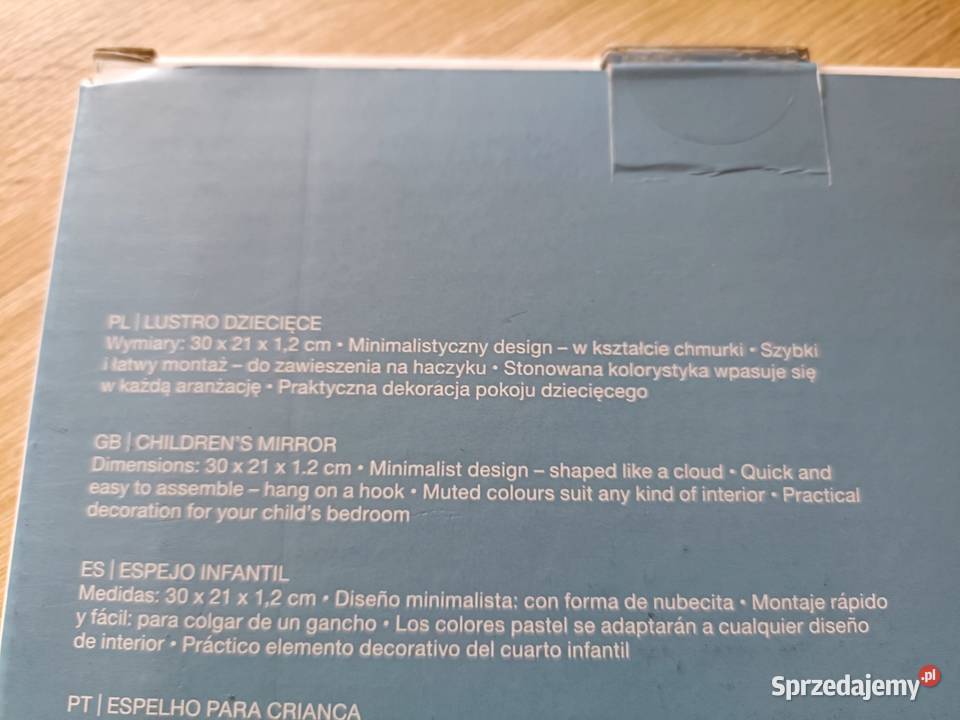 PL | LUSTRO DZIECIĘCE
Wymiary: 30 x 21 x 1,2 cm • Minimalistyczny design – w kształcie chmurki • Szybki
i łatwy montaż – do zawieszenia na haczyku • Stonowana kolorystyka wpasuje się
w każdą aranżację • Praktyczna dekoracja pokoju dziecięcego
GB | CHILDREN'S MIRROR
Dimensions: 30 x 21 x 1.2 cm • Minimalist design – shaped like a cloud • Quick and
easy to assemble – hang on a hook • Muted colours suit any kind of interior • Practical
decoration for your child's bedroom
ES | ESPEJO INFANTIL
Medidas: 30 x 21 x 1,2 cm • Diseño minimalista: con forma de nubecita • Montaje rápido
y fácil: para colgar de un gancho • Los colores pastel se adaptarán a cualquier diseño
de interior • Práctico elemento decorativo del cuarto infantil
PT | ESPELHO PARA CRIANÇA
Sprzedajemy.pl